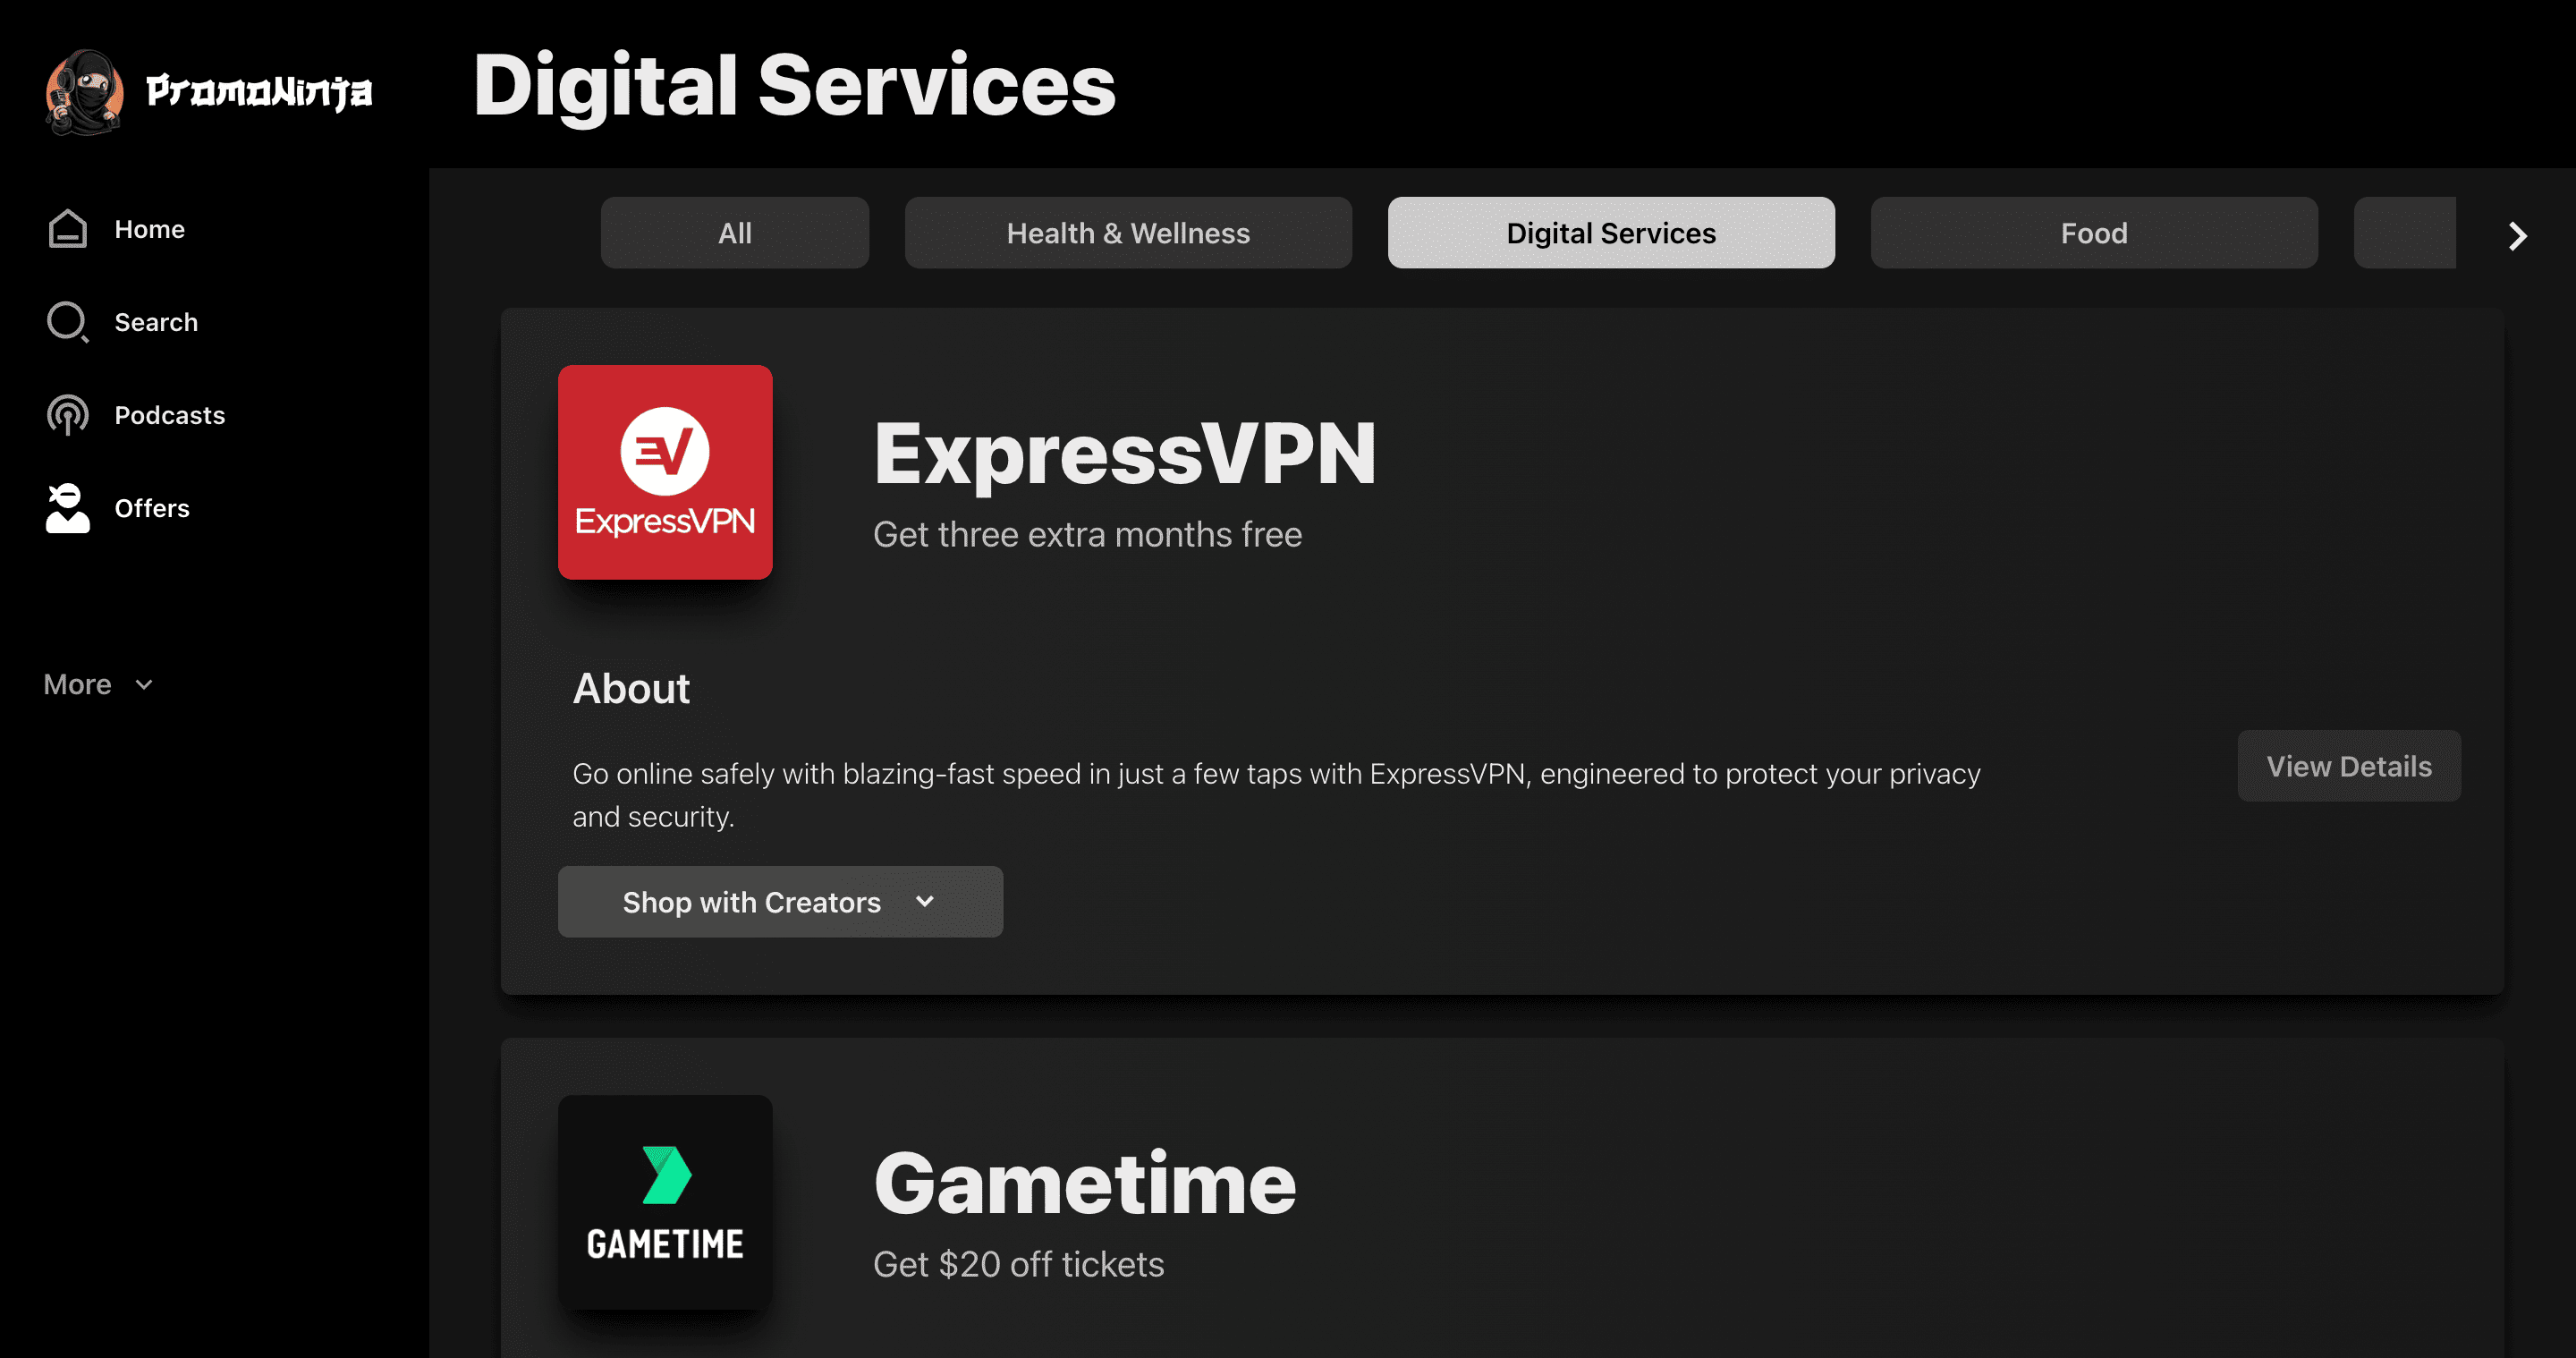 PromoNinja
Digital Services
Home
Search
Podcasts
Offers
More
All
Health & Wellness
Digital Services
Food
EV
ExpressVPN
ExpressVPN
Get three extra months free
About
Go online safely with blazing-fast speed in just a few taps with ExpressVPN, engineered to protect your privacy
and security.
View Details
Shop with Creators
GAMETIME
Gametime
Get $20 off tickets